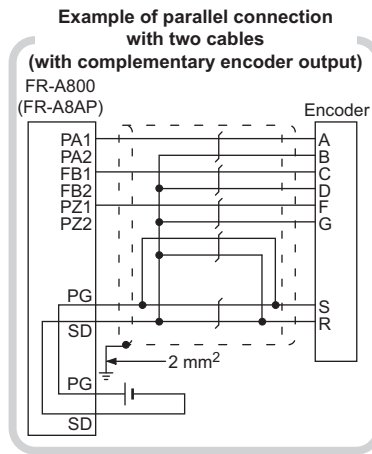 Example of parallel connection
with two cables
(with complementary encoder output)
FR-A800
(FR-A8AP)
Encoder
PA1
A
PA2
B
FB1
C
FB2
D
PZ1
F
PZ2
G
PG
S
SD
R
2 mm²
PG
SD